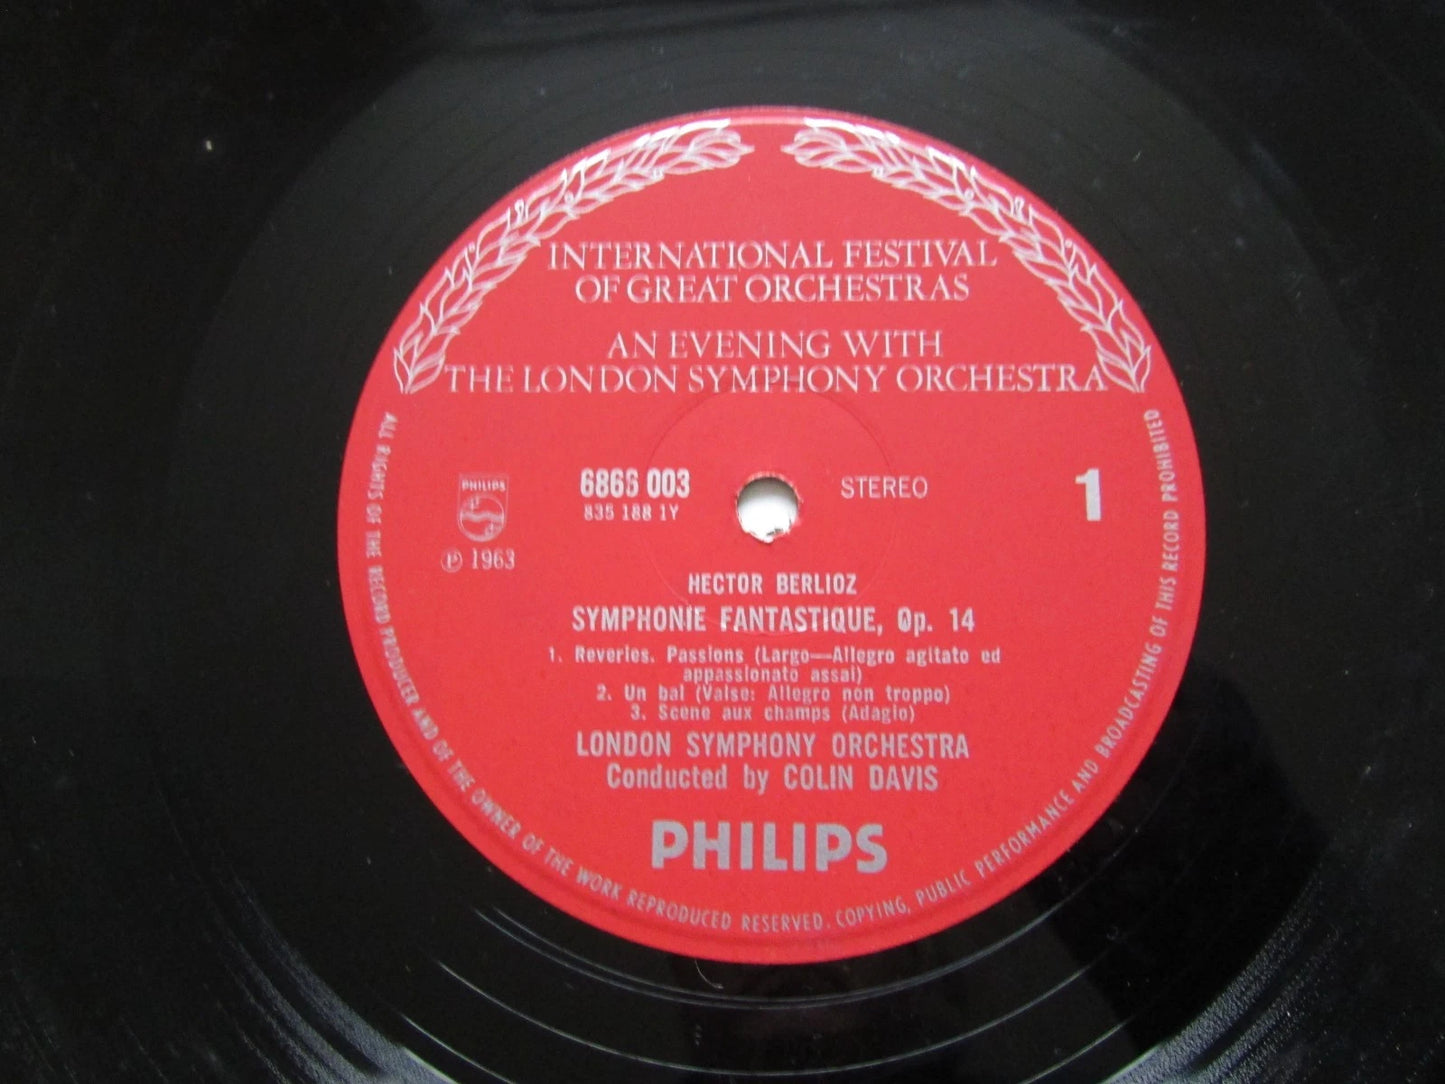 INTERNATIONAL FESTIVAL
OF GREAT ORCHESTRAS
AN EVENING WITH
THE LONDON SYMPHONY ORCHESTRA
PHILIPS
℗ 1963
6866 003
835 188 1Y
STEREO
1
HECTOR BERLIOZ
SYMPHONIE FANTASTIQUE, Op. 14
1. Reveries. Passions (Largo—Allegro agitato ed
appassionato assai)
2. Un bal (Valse: Allegro non troppo)
3. Scene aux champs (Adagio)
LONDON SYMPHONY ORCHESTRA
Conducted by COLIN DAVIS
PHILIPS
ALL RIGHTS OF THE RECORD PRODUCER AND OF THE OWNER OF THE WORK REPRODUCED RESERVED. COPYING, PUBLIC PERFORMANCE AND BROADCASTING OF THIS RECORD PROHIBITED